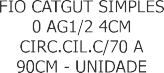 FIO CATGUT SIMPLES
0 AG1/2 4CM
CIRC.CIL.C/70 A
90CM - UNIDADE